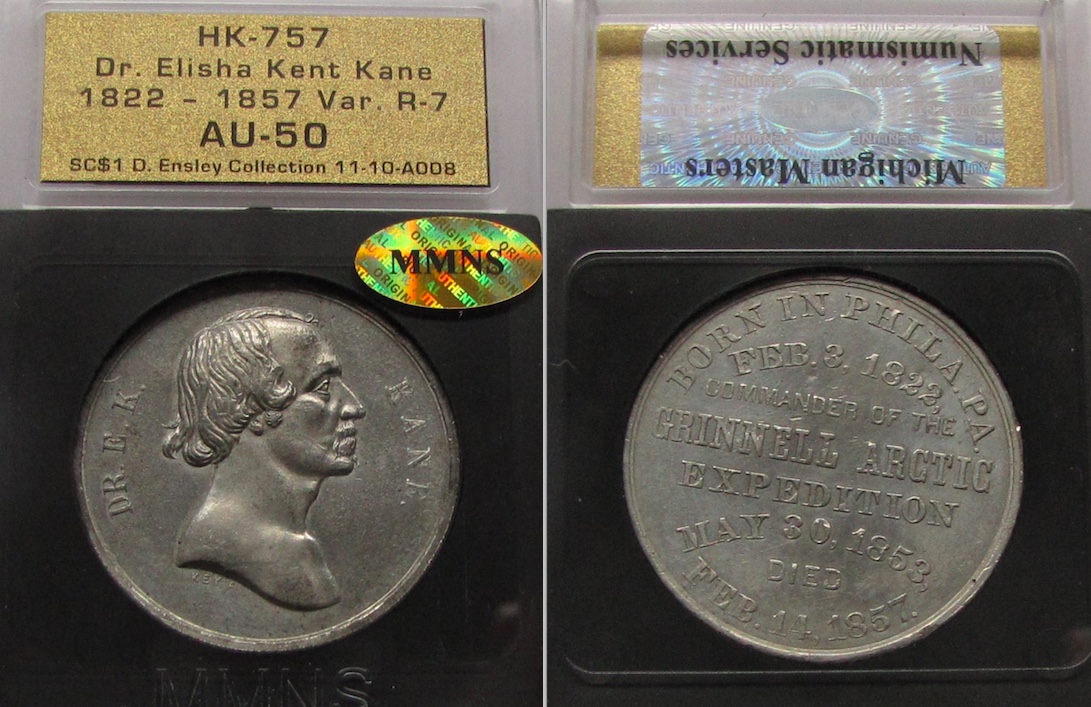 HK-757
Dr. Elisha Kent Kane
1822 - 1857 Var. R-7
AU-50
SC$1 D. Ensley Collection 11-10-A008
MMNS
DR. E. K.
KANE.
KEY F
MMNS
Michigan Masters
Numismatic Services
GENUINE
BORN IN PHILA. PA.
FEB. 3, 1822,
COMMANDER OF THE
GRINNELL ARCTIC
EXPEDITION
MAY 30, 1853
DIED
FEB. 14, 1857.